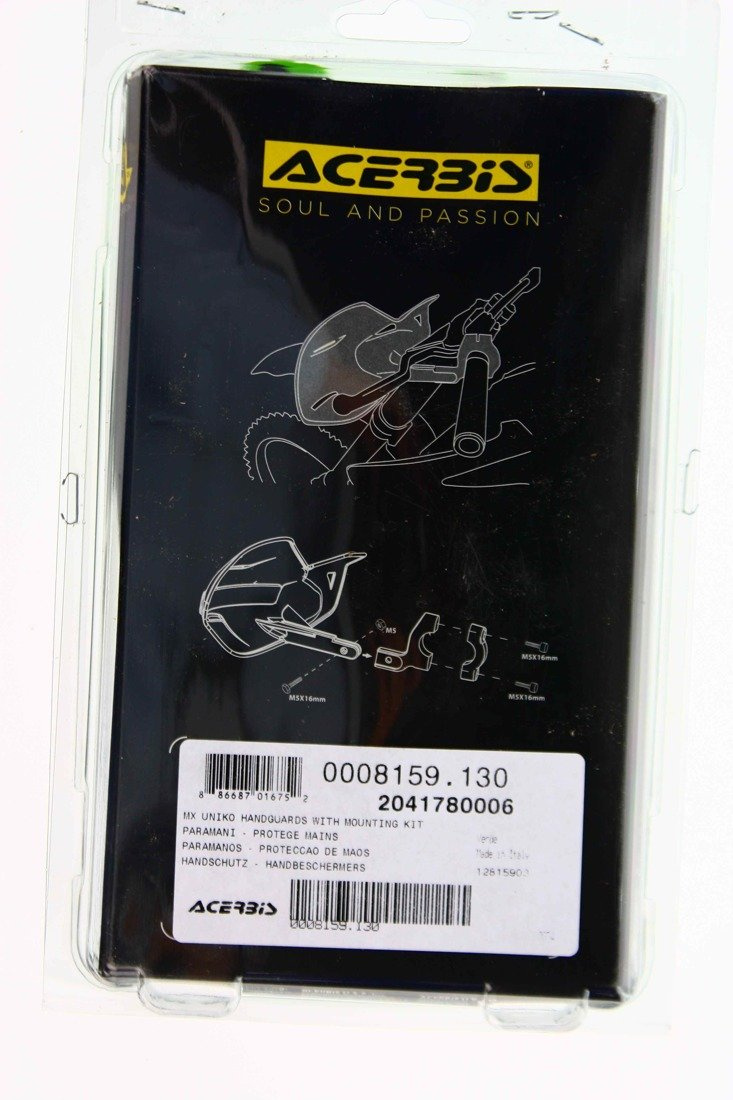 ACERBIS®
SOUL AND PASSION
M5
M5X16mm
M5X16mm
M5X16mm
8 86687 01675 2
0008159.130
2041780006
MX UNIKO HANDGUARDS WITH MOUNTING KIT
PARAMANI - PROTEGE MAINS
PARAMANOS - PROTECCAO DE MAOS
HANDSCHUTZ - HANDBESCHERMERS
Verde
Made in Italy
ACERBIS
0008159.130